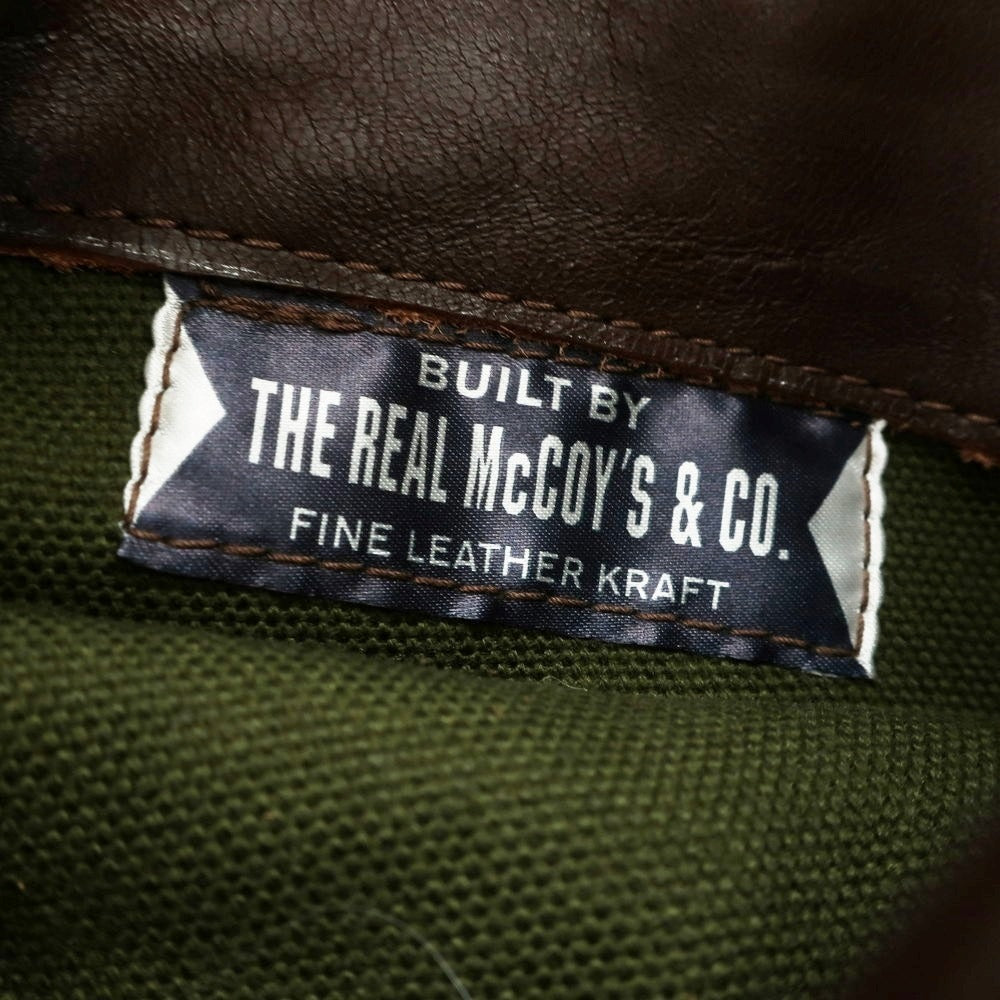 BUILT BY
THE REAL McCOY'S & CO.
FINE LEATHER KRAFT